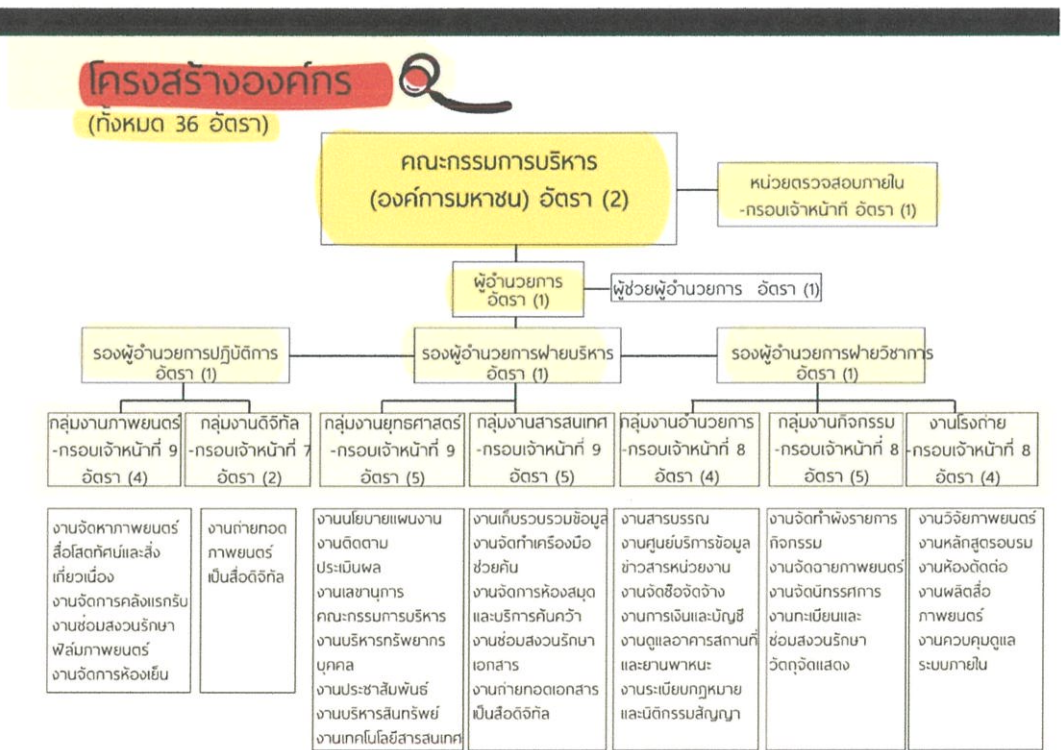 โครงสร้างองค์กร
(ทั้งหมด 36 อัตรา)
คณะกรรมการบริหาร
(องค์การมหาชน) อัตรา (2)
หน่วยตรวจสอบภายใน
-กรอบเจ้าหน้าที่ อัตรา (1)
ผู้อำนวยการ
อัตรา (1)
ผู้ช่วยผู้อำนวยการ อัตรา (1)
รองผู้อำนวยการปฏิบัติการ
อัตรา (1)
รองผู้อำนวยการฝ่ายบริหาร
อัตรา (1)
รองผู้อำนวยการฝ่ายวิชาการ
อัตรา (1)
กลุ่มงานภาพยนตร์
-กรอบเจ้าหน้าที่ 9
อัตรา (4)
กลุ่มงานดิจิทัล
-กรอบเจ้าหน้าที่ 7
อัตรา (2)
กลุ่มงานยุทธศาสตร์
-กรอบเจ้าหน้าที่ 9
อัตรา (5)
กลุ่มงานสารสนเทศ
-กรอบเจ้าหน้าที่ 9
อัตรา (5)
กลุ่มงานอำนวยการ
-กรอบเจ้าหน้าที่ 8
อัตรา (4)
กลุ่มงานกิจกรรม
-กรอบเจ้าหน้าที่ 8
อัตรา (5)
งานโรงถ่าย
-กรอบเจ้าหน้าที่ 8
อัตรา (4)
งานจัดหาภาพยนตร์
สื่อโสตทัศน์และสิ่ง
เกี่ยวเนื่อง
งานจัดการคลังแรกรับ
งานซ่อมสงวนรักษา
ฟิล์มภาพยนตร์
งานจัดการห้องเย็น
งานถ่ายทอด
ภาพยนตร์
เป็นสื่อดิจิทัล
งานนโยบายแผนงาน
งานติดตาม
ประเมินผล
งานเลขานุการ
คณะกรรมการบริหาร
งานบริหารทรัพยากร
บุคคล
งานประชาสัมพันธ์
งานบริหารสินทรัพย์
งานเทคโนโลยีสารสนเทศ
งานเก็บรวบรวมข้อมูล
งานจัดทำเครื่องมือ
ช่วยค้น
งานจัดการห้องสมุด
และบริการค้นคว้า
งานซ่อมสงวนรักษา
เอกสาร
งานถ่ายทอดเอกสาร
เป็นสื่อดิจิทัล
งานสารบรรณ
งานศูนย์บริการข้อมูล
ข่าวสารหน่วยงาน
งานจัดซื้อจัดจ้าง
งานการเงินและบัญชี
งานดูแลอาคารสถานที่
และยานพาหนะ
งานระเบียบกฎหมาย
และนิติกรรมสัญญา
งานจัดทำผังรายการ
กิจกรรม
งานจัดฉายภาพยนตร์
งานจัดนิทรรศการ
งานทะเบียนและ
ซ่อมสงวนรักษา
วัตถุจัดแสดง
งานวิจัยภาพยนตร์
งานหลักสูตรอบรม
งานห้องตัดต่อ
งานผลิตสื่อ
ภาพยนตร์
งานควบคุมดูแล
ระบบภายใน